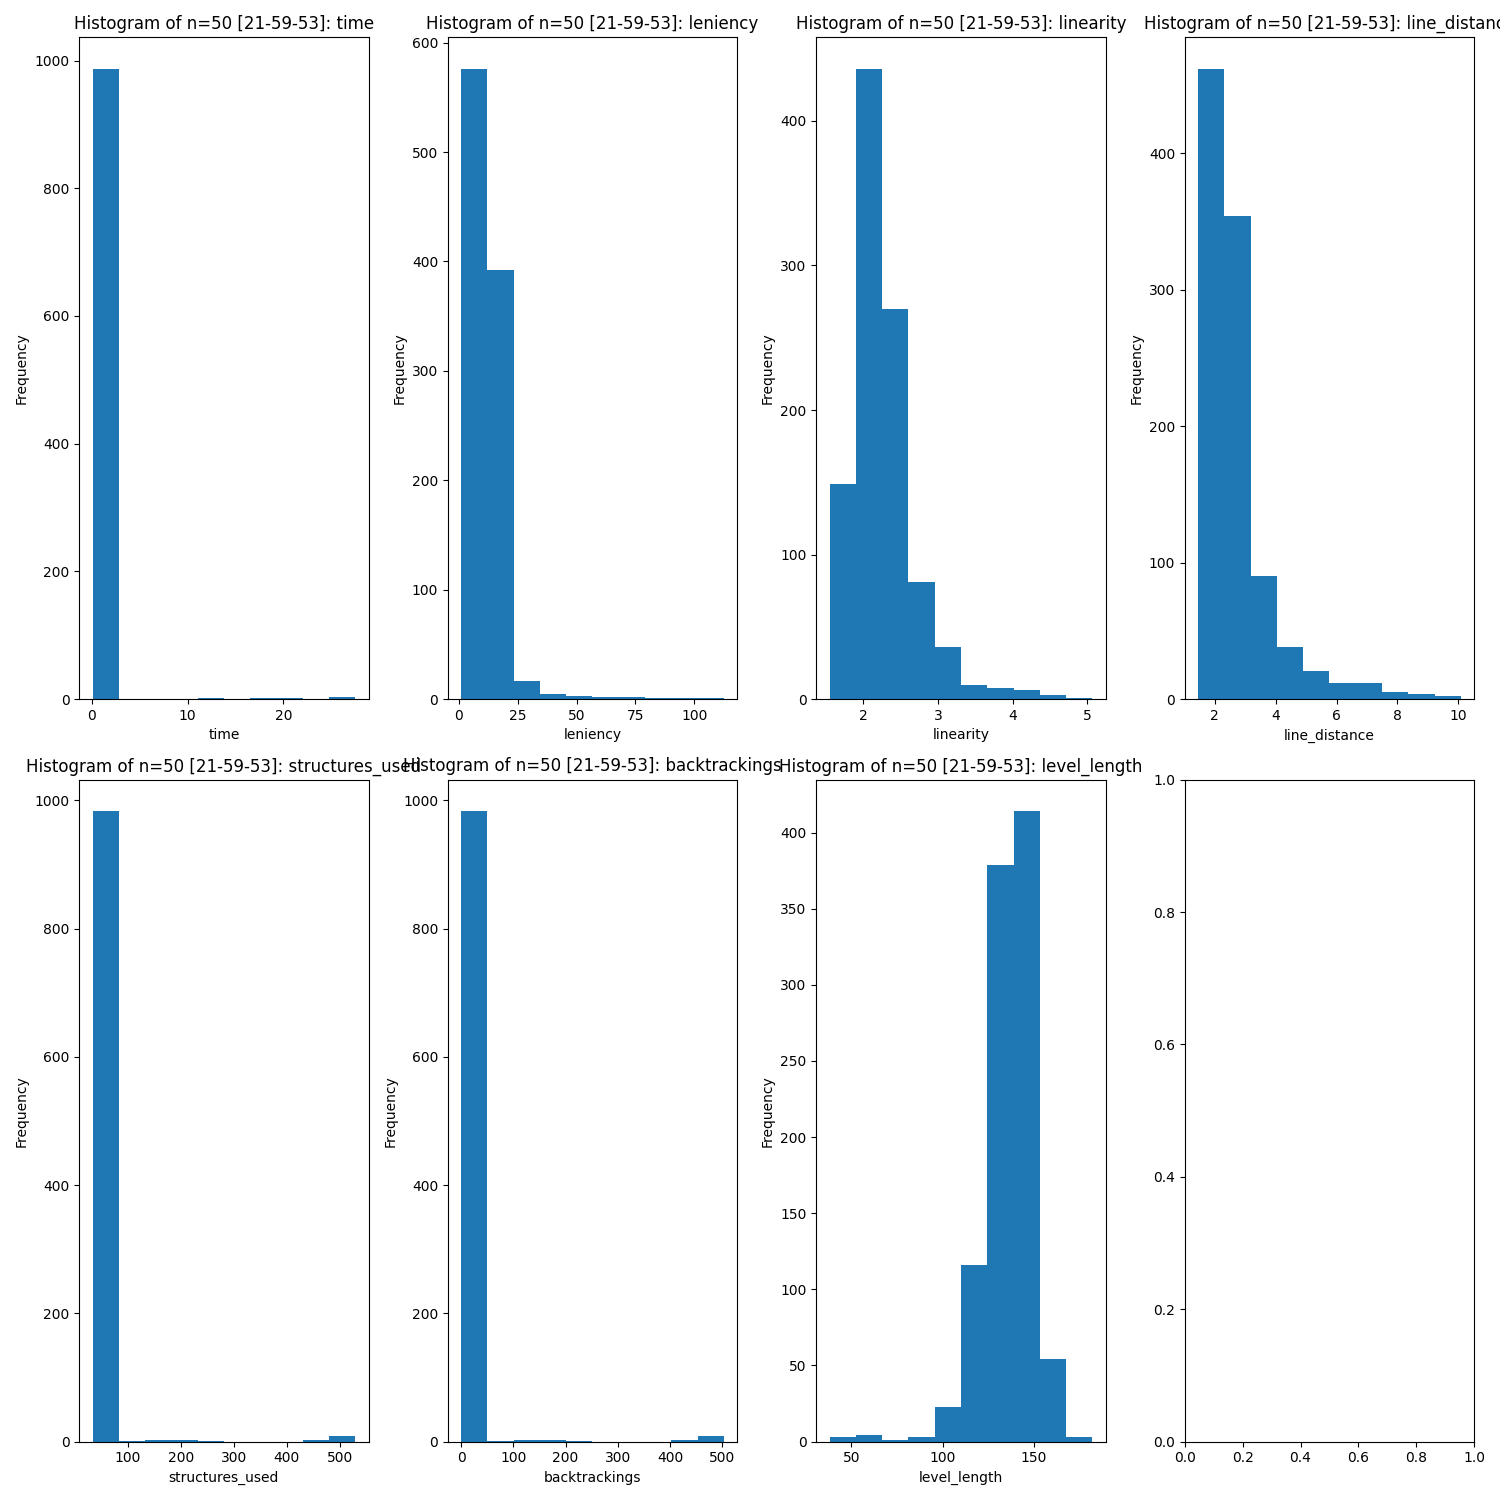 Histogram of n=50 [21-59-53]: time
1000
800
600
400
200
0
Frequency
0 10 20
time
Histogram of n=50 [21-59-53]: leniency
600
500
400
300
200
100
0
Frequency
0 25 50 75 100
leniency
Histogram of n=50 [21-59-53]: linearity
400
300
200
100
0
Frequency
2 3 4 5
linearity
Histogram of n=50 [21-59-53]: line_distanc
400
300
200
100
0
Frequency
2 4 6 8 10
line_distance
Histogram of n=50 [21-59-53]: structures_used
1000
800
600
400
200
0
Frequency
100 200 300 400 500
structures_used
Histogram of n=50 [21-59-53]: backtrackings
1000
800
600
400
200
0
Frequency
0 100 200 300 400 500
backtrackings
Histogram of n=50 [21-59-53]: level_length
400
350
300
250
200
150
100
50
0
Frequency
50 100 150
level_length
1.0
0.8
0.6
0.4
0.2
0.0
0.0 0.2 0.4 0.6 0.8 1.0